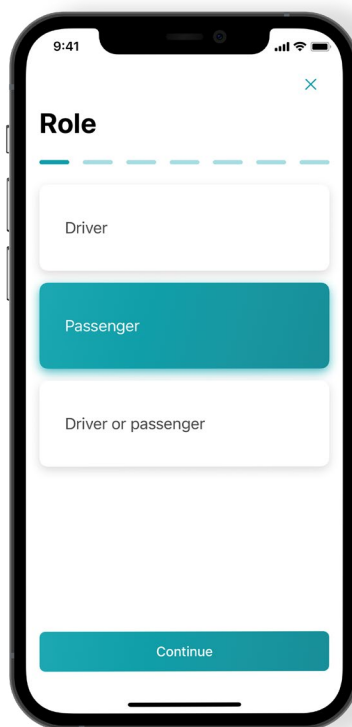 9:41
Role
Driver
Passenger
Driver or passenger
Continue